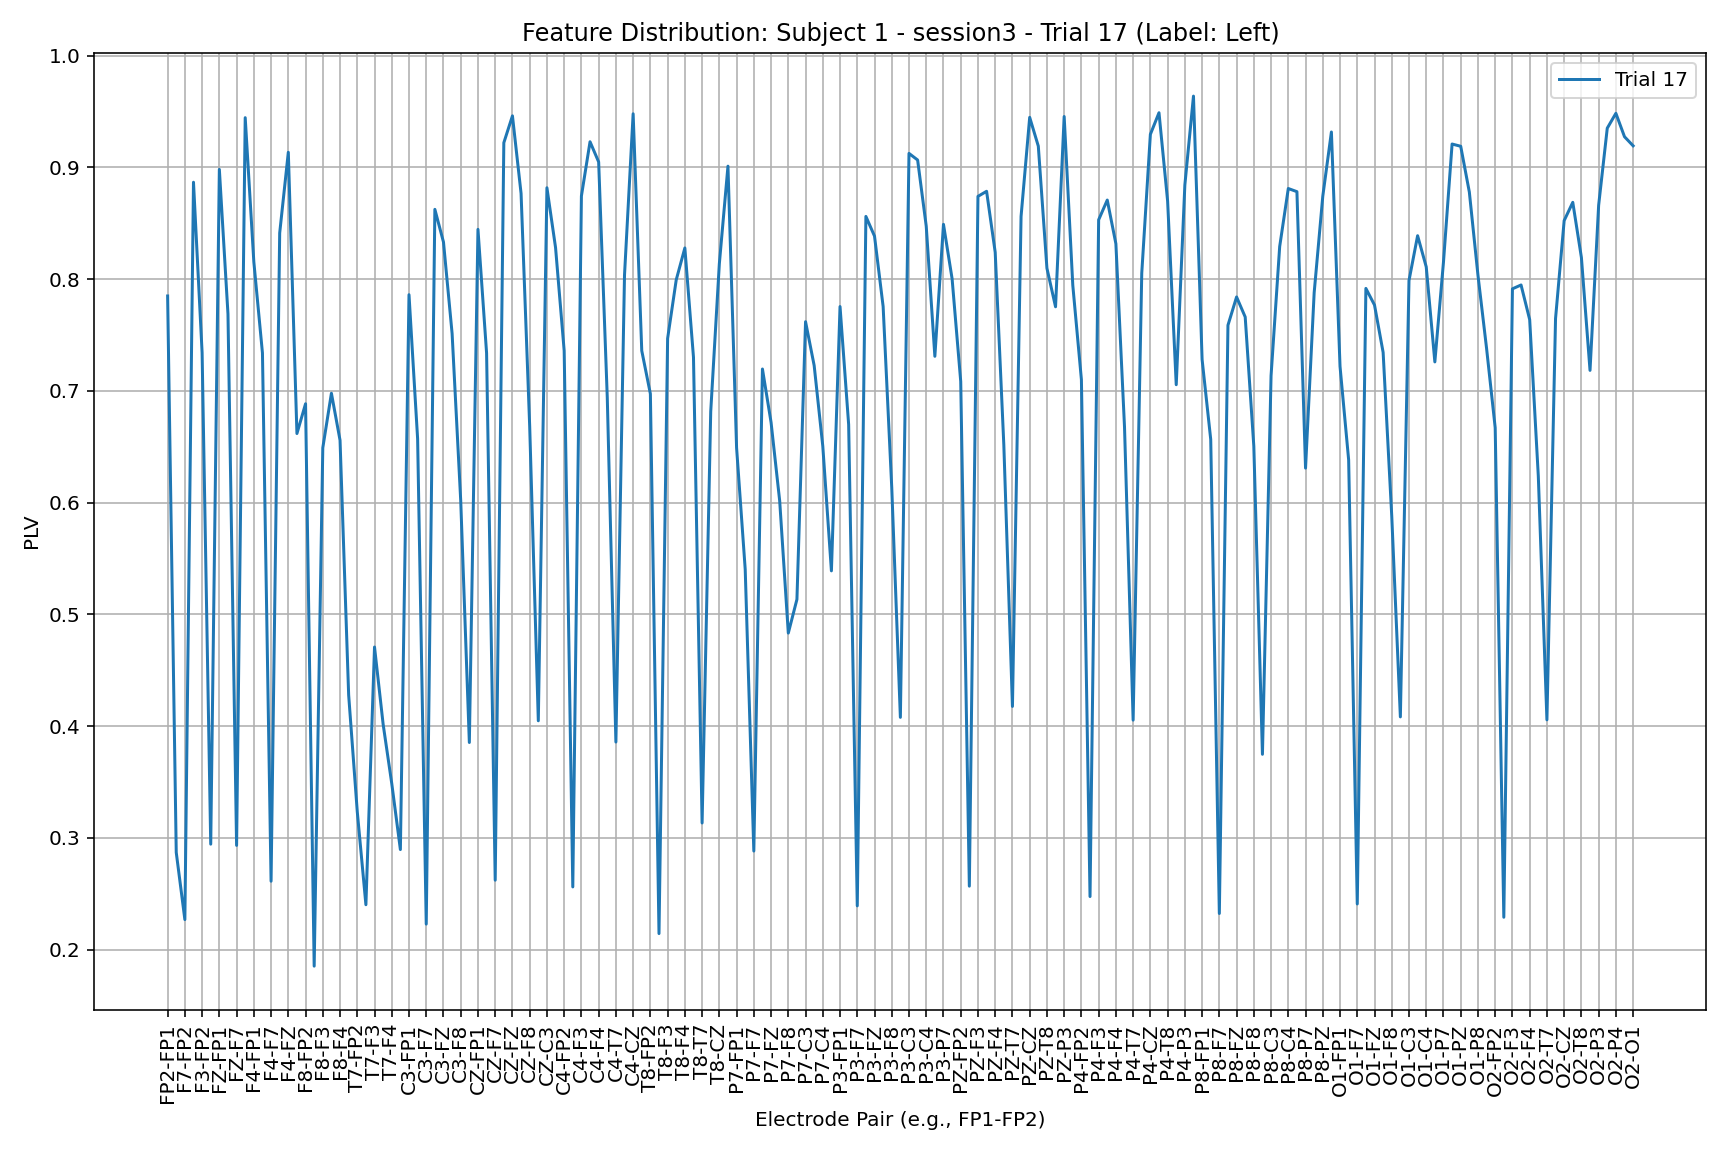 Feature Distribution: Subject 1 - session3 - Trial 17 (Label: Left)
Trial 17
1.0
0.9
0.8
0.7
0.6
0.5
0.4
0.3
0.2
PLV
FP2-FP1
F7-FP2
F3-FP2
FZ-FP1
FZ-F7
F4-FP1
F4-F7
F4-FZ
F8-FP2
F8-F3
F8-F4
T7-FP2
T7-F3
T7-F4
C3-FP1
C3-F7
C3-FZ
C3-F8
CZ-FP1
CZ-F7
CZ-FZ
CZ-F8
CZ-C3
C4-FP2
C4-F3
C4-F4
C4-T7
C4-CZ
T8-FP2
T8-F3
T8-F4
T8-T7
T8-CZ
P7-FP1
P7-F7
P7-FZ
P7-F8
P7-C3
P7-C4
P3-FP1
P3-F7
P3-FZ
P3-F8
P3-C3
P3-C4
P3-P7
PZ-FP2
PZ-F3
PZ-F4
PZ-T7
PZ-CZ
PZ-T8
PZ-P3
P4-FP2
P4-F3
P4-F4
P4-T7
P4-CZ
P4-T8
P4-P3
P8-FP1
P8-F7
P8-FZ
P8-F8
P8-C3
P8-C4
P8-P7
P8-PZ
O1-FP1
O1-F7
O1-FZ
O1-F8
O1-C3
O1-C4
O1-P7
O1-PZ
O1-P8
O2-FP2
O2-F3
O2-F4
O2-T7
O2-CZ
O2-T8
O2-P3
O2-P4
O2-O1
Electrode Pair (e.g., FP1-FP2)